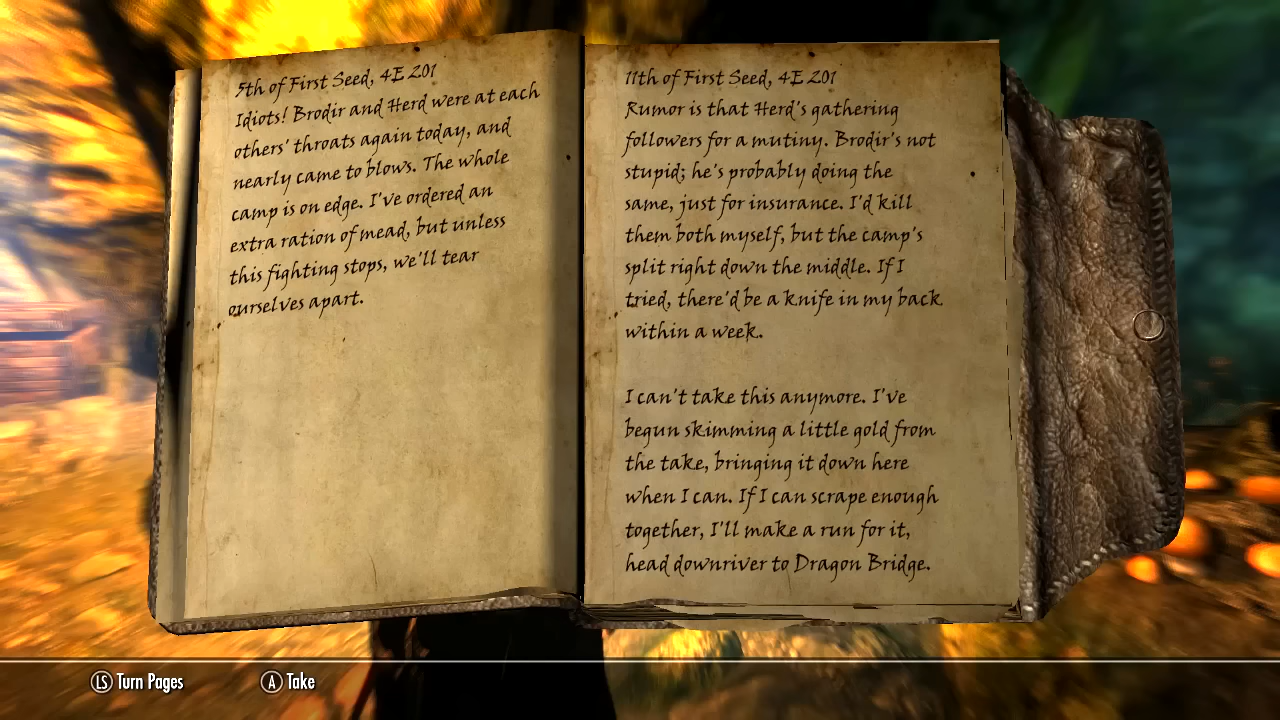 5th of First Seed, 4E 201
Idiots! Brodir and Herd were at each
others' throats again today, and
nearly came to blows. The whole
camp is on edge. I've ordered an
extra ration of mead, but unless
this fighting stops, we'll tear
ourselves apart.
11th of First Seed, 4E 201
Rumor is that Herd's gathering
followers for a mutiny. Brodir's not
stupid; he's probably doing the
same, just for insurance. I'd kill
them both myself, but the camp's
split right down the middle. If I
tried, there'd be a knife in my back
within a week.
I can't take this anymore. I've
begun skimming a little gold from
the take, bringing it down here
when I can. If I can scrape enough
together, I'll make a run for it,
head downriver to Dragon Bridge.
LS Turn Pages
A Take